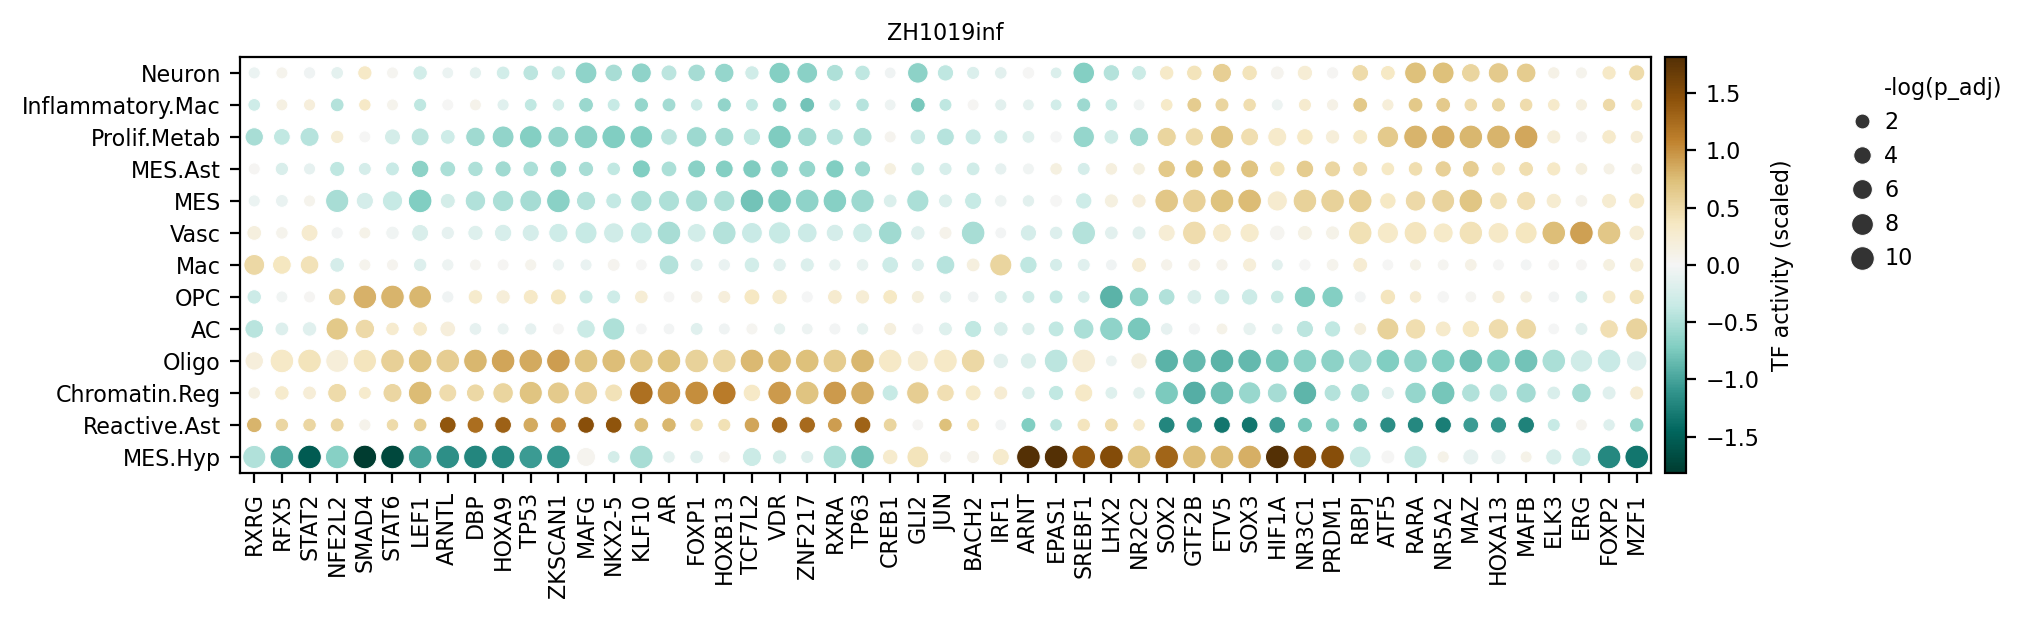 ZH1019inf
Neuron
Inflammatory.Mac
Prolif.Metab
MES.Ast
MES
Vasc
Mac
OPC
AC
Oligo
Chromatin.Reg
Reactive.Ast
MES.Hyp
RXRG
RFX5
STAT2
NFE2L2
SMAD4
STAT6
LEF1
ARNTL
DBP
HOXA9
TP53
ZKSCAN1
MAFG
NKX2-5
KLF10
AR
FOXP1
HOXB13
TCF7L2
VDR
ZNF217
RXRA
TP63
CREB1
GLI2
JUN
BACH2
IRF1
ARNT
EPAS1
SREBF1
LHX2
NR2C2
SOX2
GTF2B
ETV5
SOX3
HIF1A
NR3C1
PRDM1
RBPJ
ATF5
RARA
NR5A2
MAZ
HOXA13
MAFB
ELK3
ERG
FOXP2
MZF1
1.5
1.0
0.5
0.0
−0.5
−1.0
−1.5
TF activity (scaled)
-log(p_adj)
2
4
6
8
10